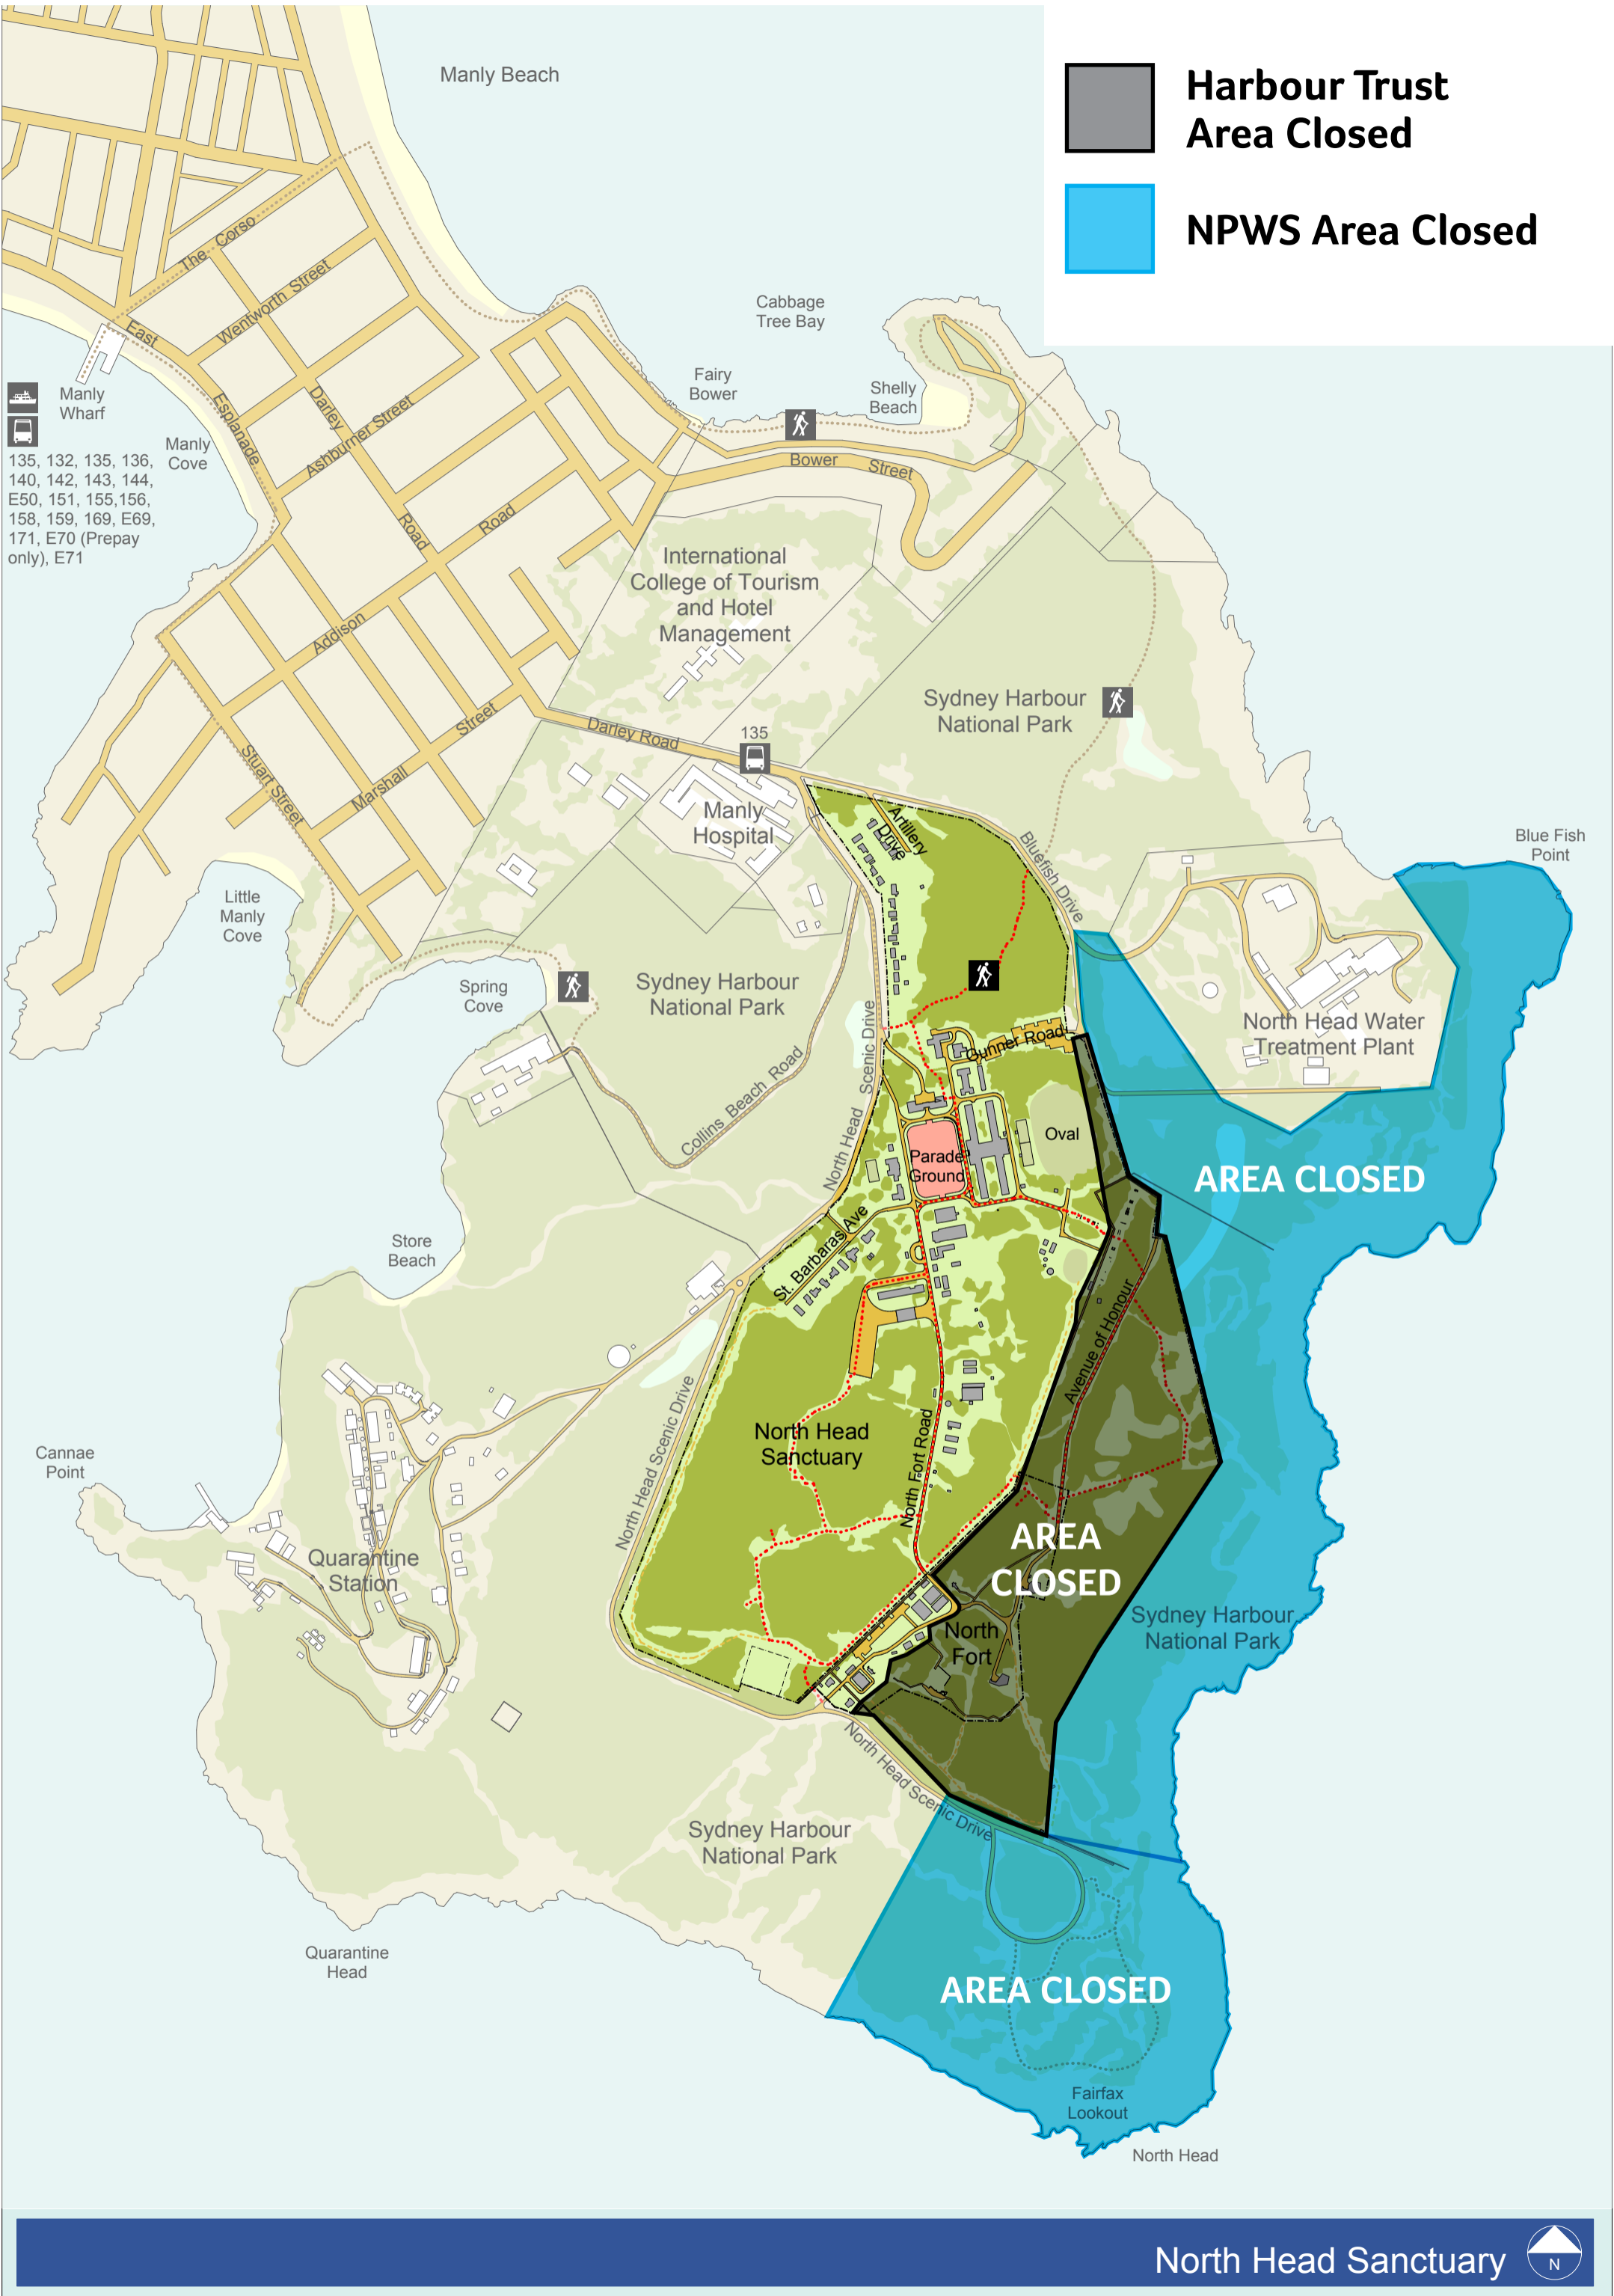 Manly Beach
Harbour Trust
Area Closed
NPWS Area Closed
The Corso
Wentworth Street
East
Esplanade
Darley
Road
Ashburner Street
Cabbage
Tree Bay
Fairy
Bower
Shelly
Beach
Manly
Wharf
Manly
Cove
135, 132, 135, 136,
140, 142, 143, 144,
E50, 151, 155,156,
158, 159, 169, E69,
171, E70 (Prepay
only), E71
Bower Street
Addison
Road
International
College of Tourism
and Hotel
Management
Sydney Harbour
National Park
Darley Road
135
Stuart Street
Marshall
Street
Manly
Hospital
Artillery
Drive
Bluefish Drive
Blue Fish
Point
Little
Manly
Cove
Spring
Cove
Sydney Harbour
National Park
North Head Water
Treatment Plant
Gunner Road
North Head
Scenic Drive
Collins Beach Road
Oval
Parade
Ground
AREA CLOSED
St. Barbaras Ave
Store
Beach
Avenue of Honour
North Head Scenic Drive
North Head
Sanctuary
North Fort Road
Cannae
Point
Quarantine
Station
AREA
CLOSED
North
Fort
Sydney Harbour
National Park
North Head Scenic Drive
Sydney Harbour
National Park
Quarantine
Head
AREA CLOSED
Fairfax
Lookout
North Head
North Head Sanctuary
N